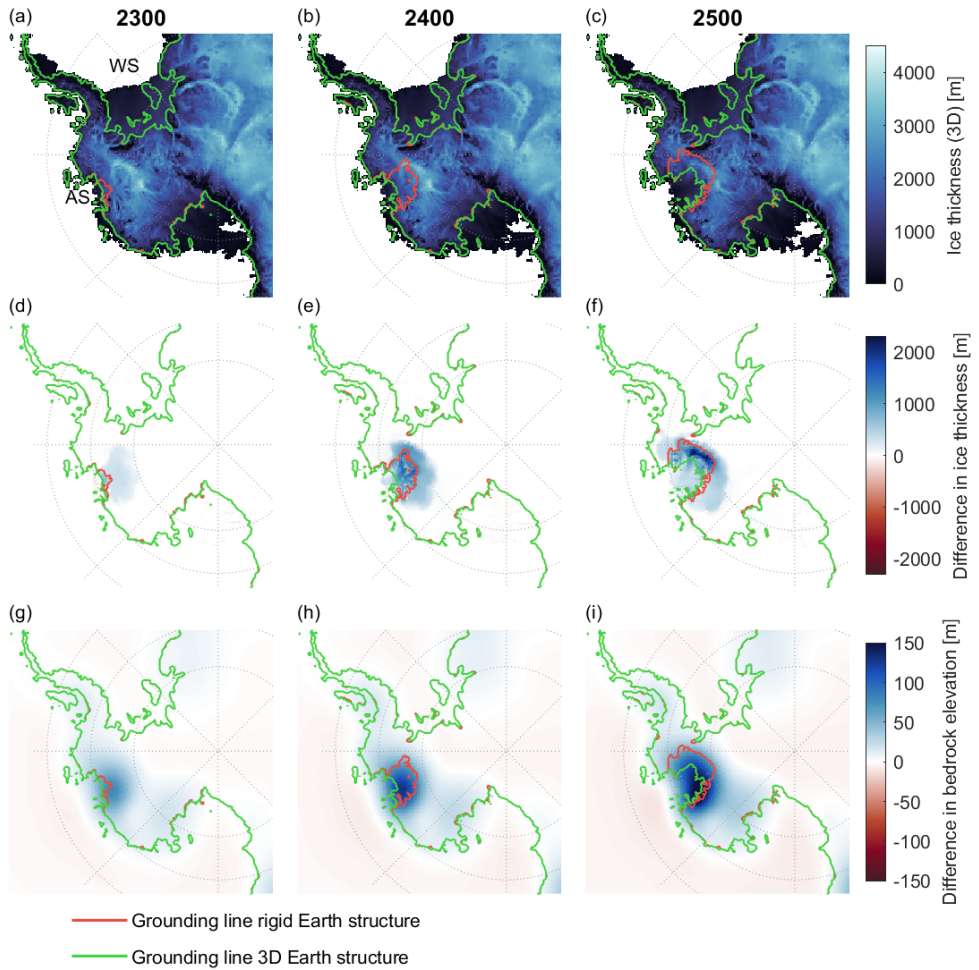 (a) 2300 (b) 2400 (c) 2500
WS
AS
4000
3000
2000
1000
0
Ice thickness (3D) [m]
(d) (e) (f)
2000
1000
0
-1000
-2000
Difference in ice thickness [m]
(g) (h) (i)
150
100
50
0
-50
-100
-150
Difference in bedrock elevation [m]
Grounding line rigid Earth structure
Grounding line 3D Earth structure